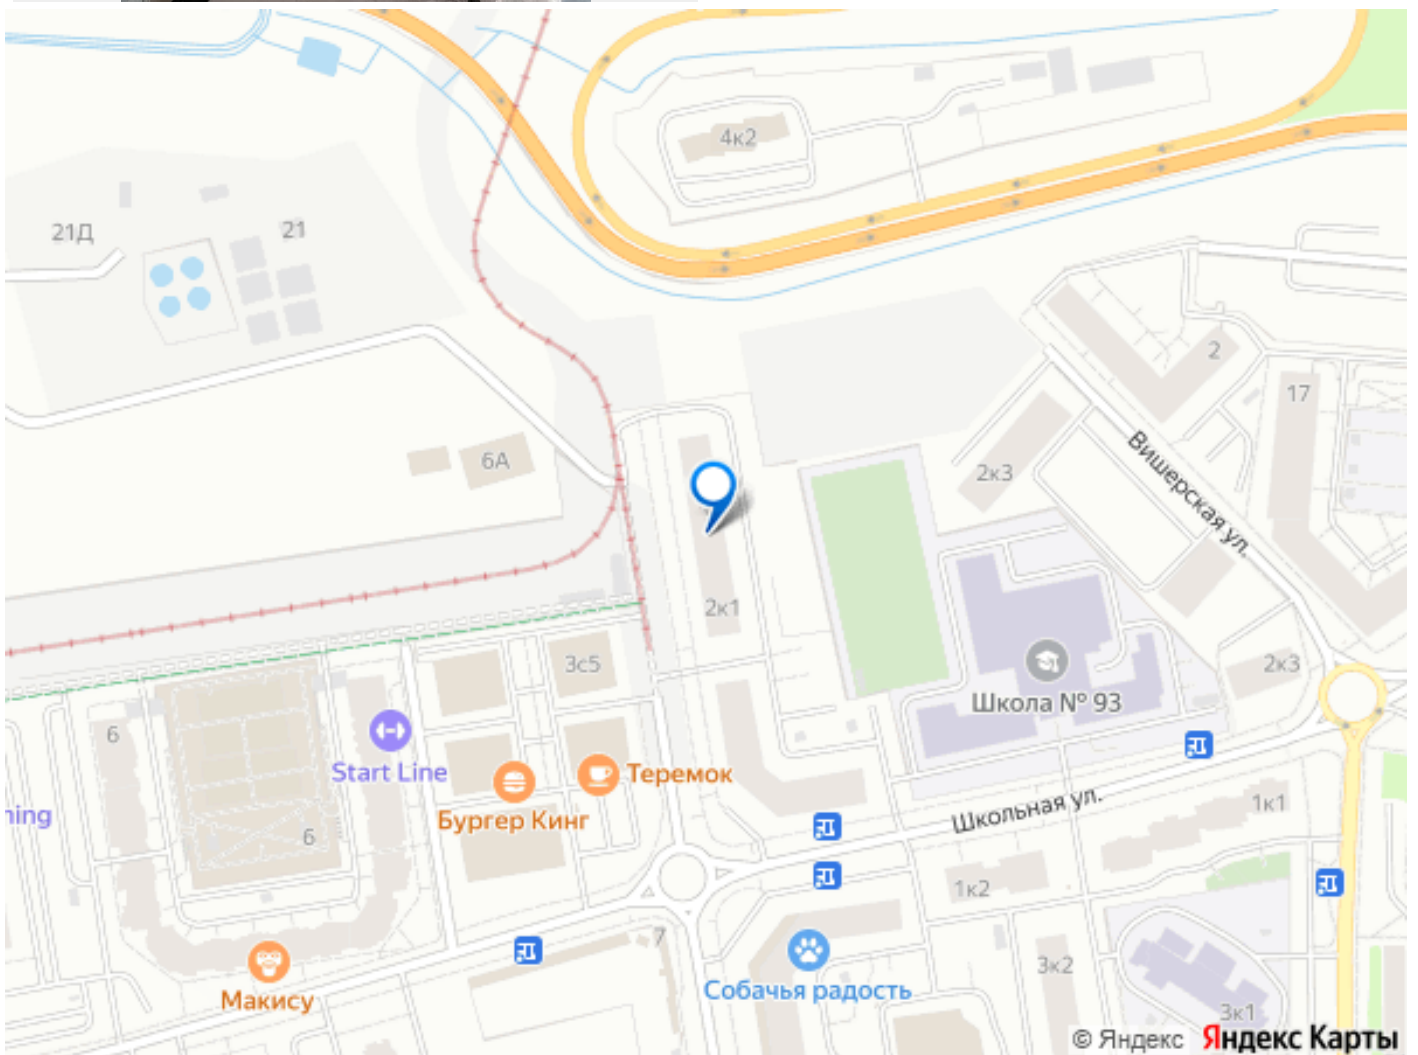 4к2
21Д
21
2
17
6А
2к3
Вишерская ул.
2к1
3с5
2к3
Школа № 93
6
Start Line
Теремок
ning
Бургер Кинг
Школьная ул.
1к1
6
1к2
7
3к2
Собачья радость
Макису
3к1
© Яндекс Яндекс Карты